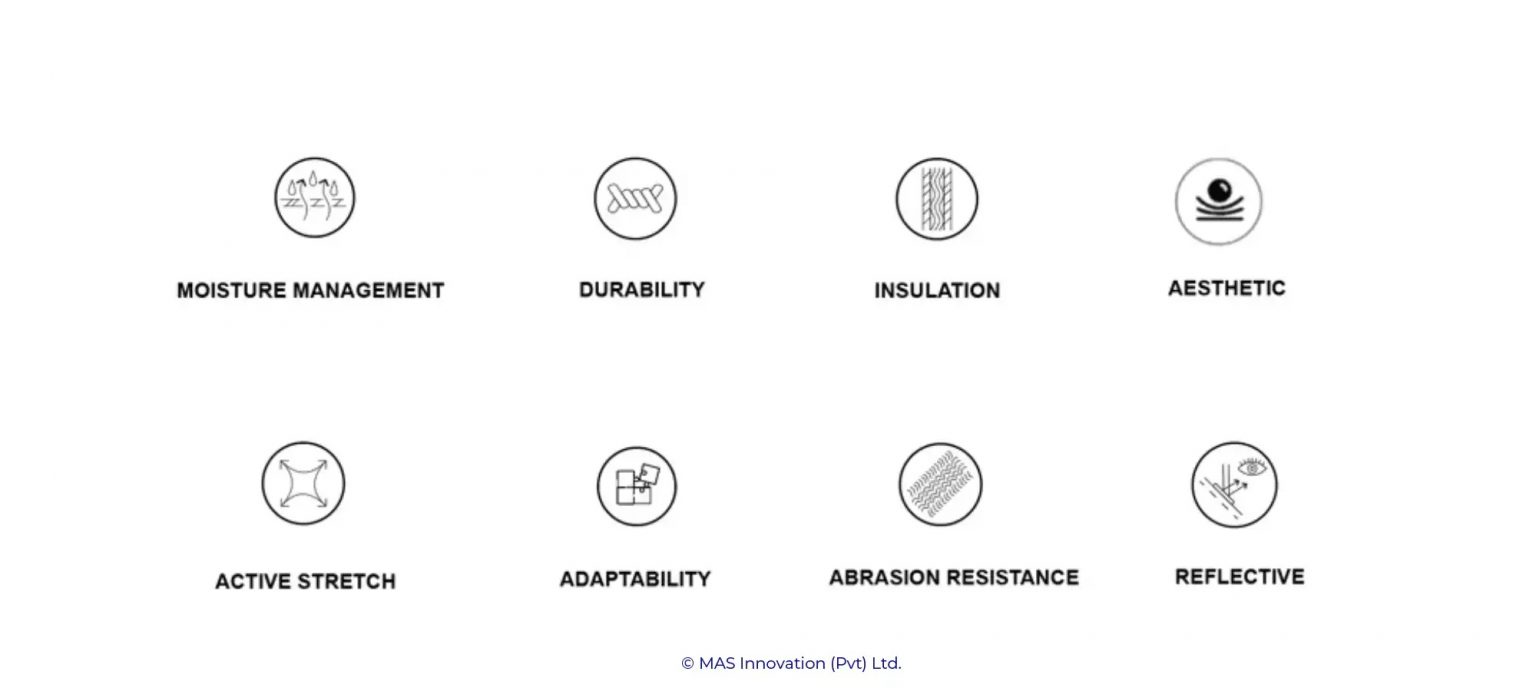 MOISTURE MANAGEMENT
DURABILITY
INSULATION
AESTHETIC
ACTIVE STRETCH
ADAPTABILITY
ABRASION RESISTANCE
REFLECTIVE
© MAS Innovation (Pvt) Ltd.